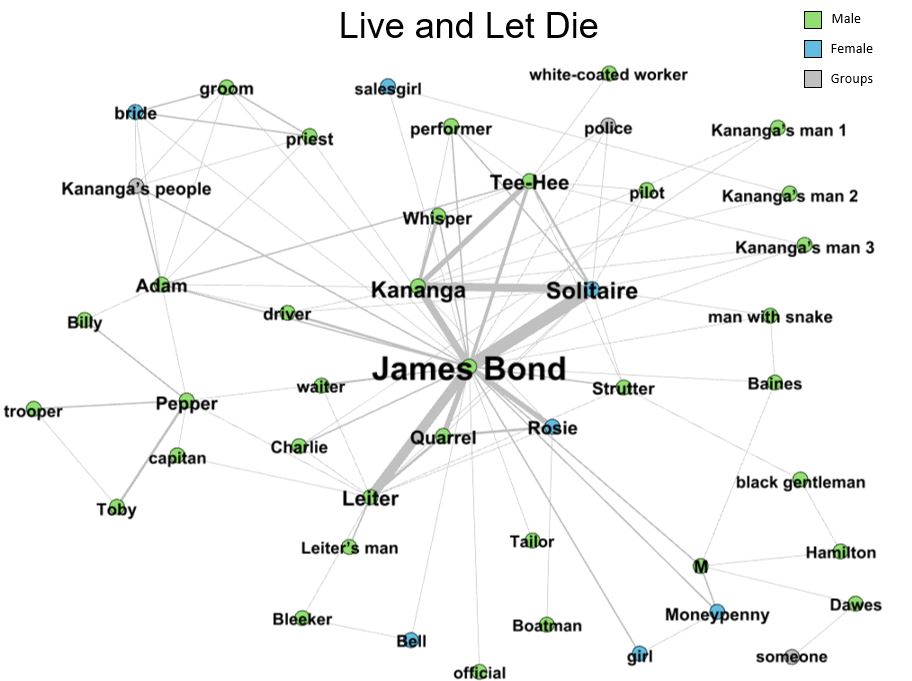 Live and Let Die
Male
Female
Groups
groom
salesgirl
white-coated worker
bride
performer
police
Kananga's man 1
priest
Kananga's people
Tee-Hee
pilot
Kananga's man 2
Whisper
Kananga's man 3
Adam
Kananga
Solitaire
Billy
driver
man with snake
James Bond
waiter
Strutter
Baines
trooper
Pepper
Charlie
Quarrel
Rosie
capitan
Leiter
black gentleman
Toby
Leiter's man
Tailor
Hamilton
M
Bleeker
Boatman
Moneypenny
Dawes
Bell
girl
someone
official